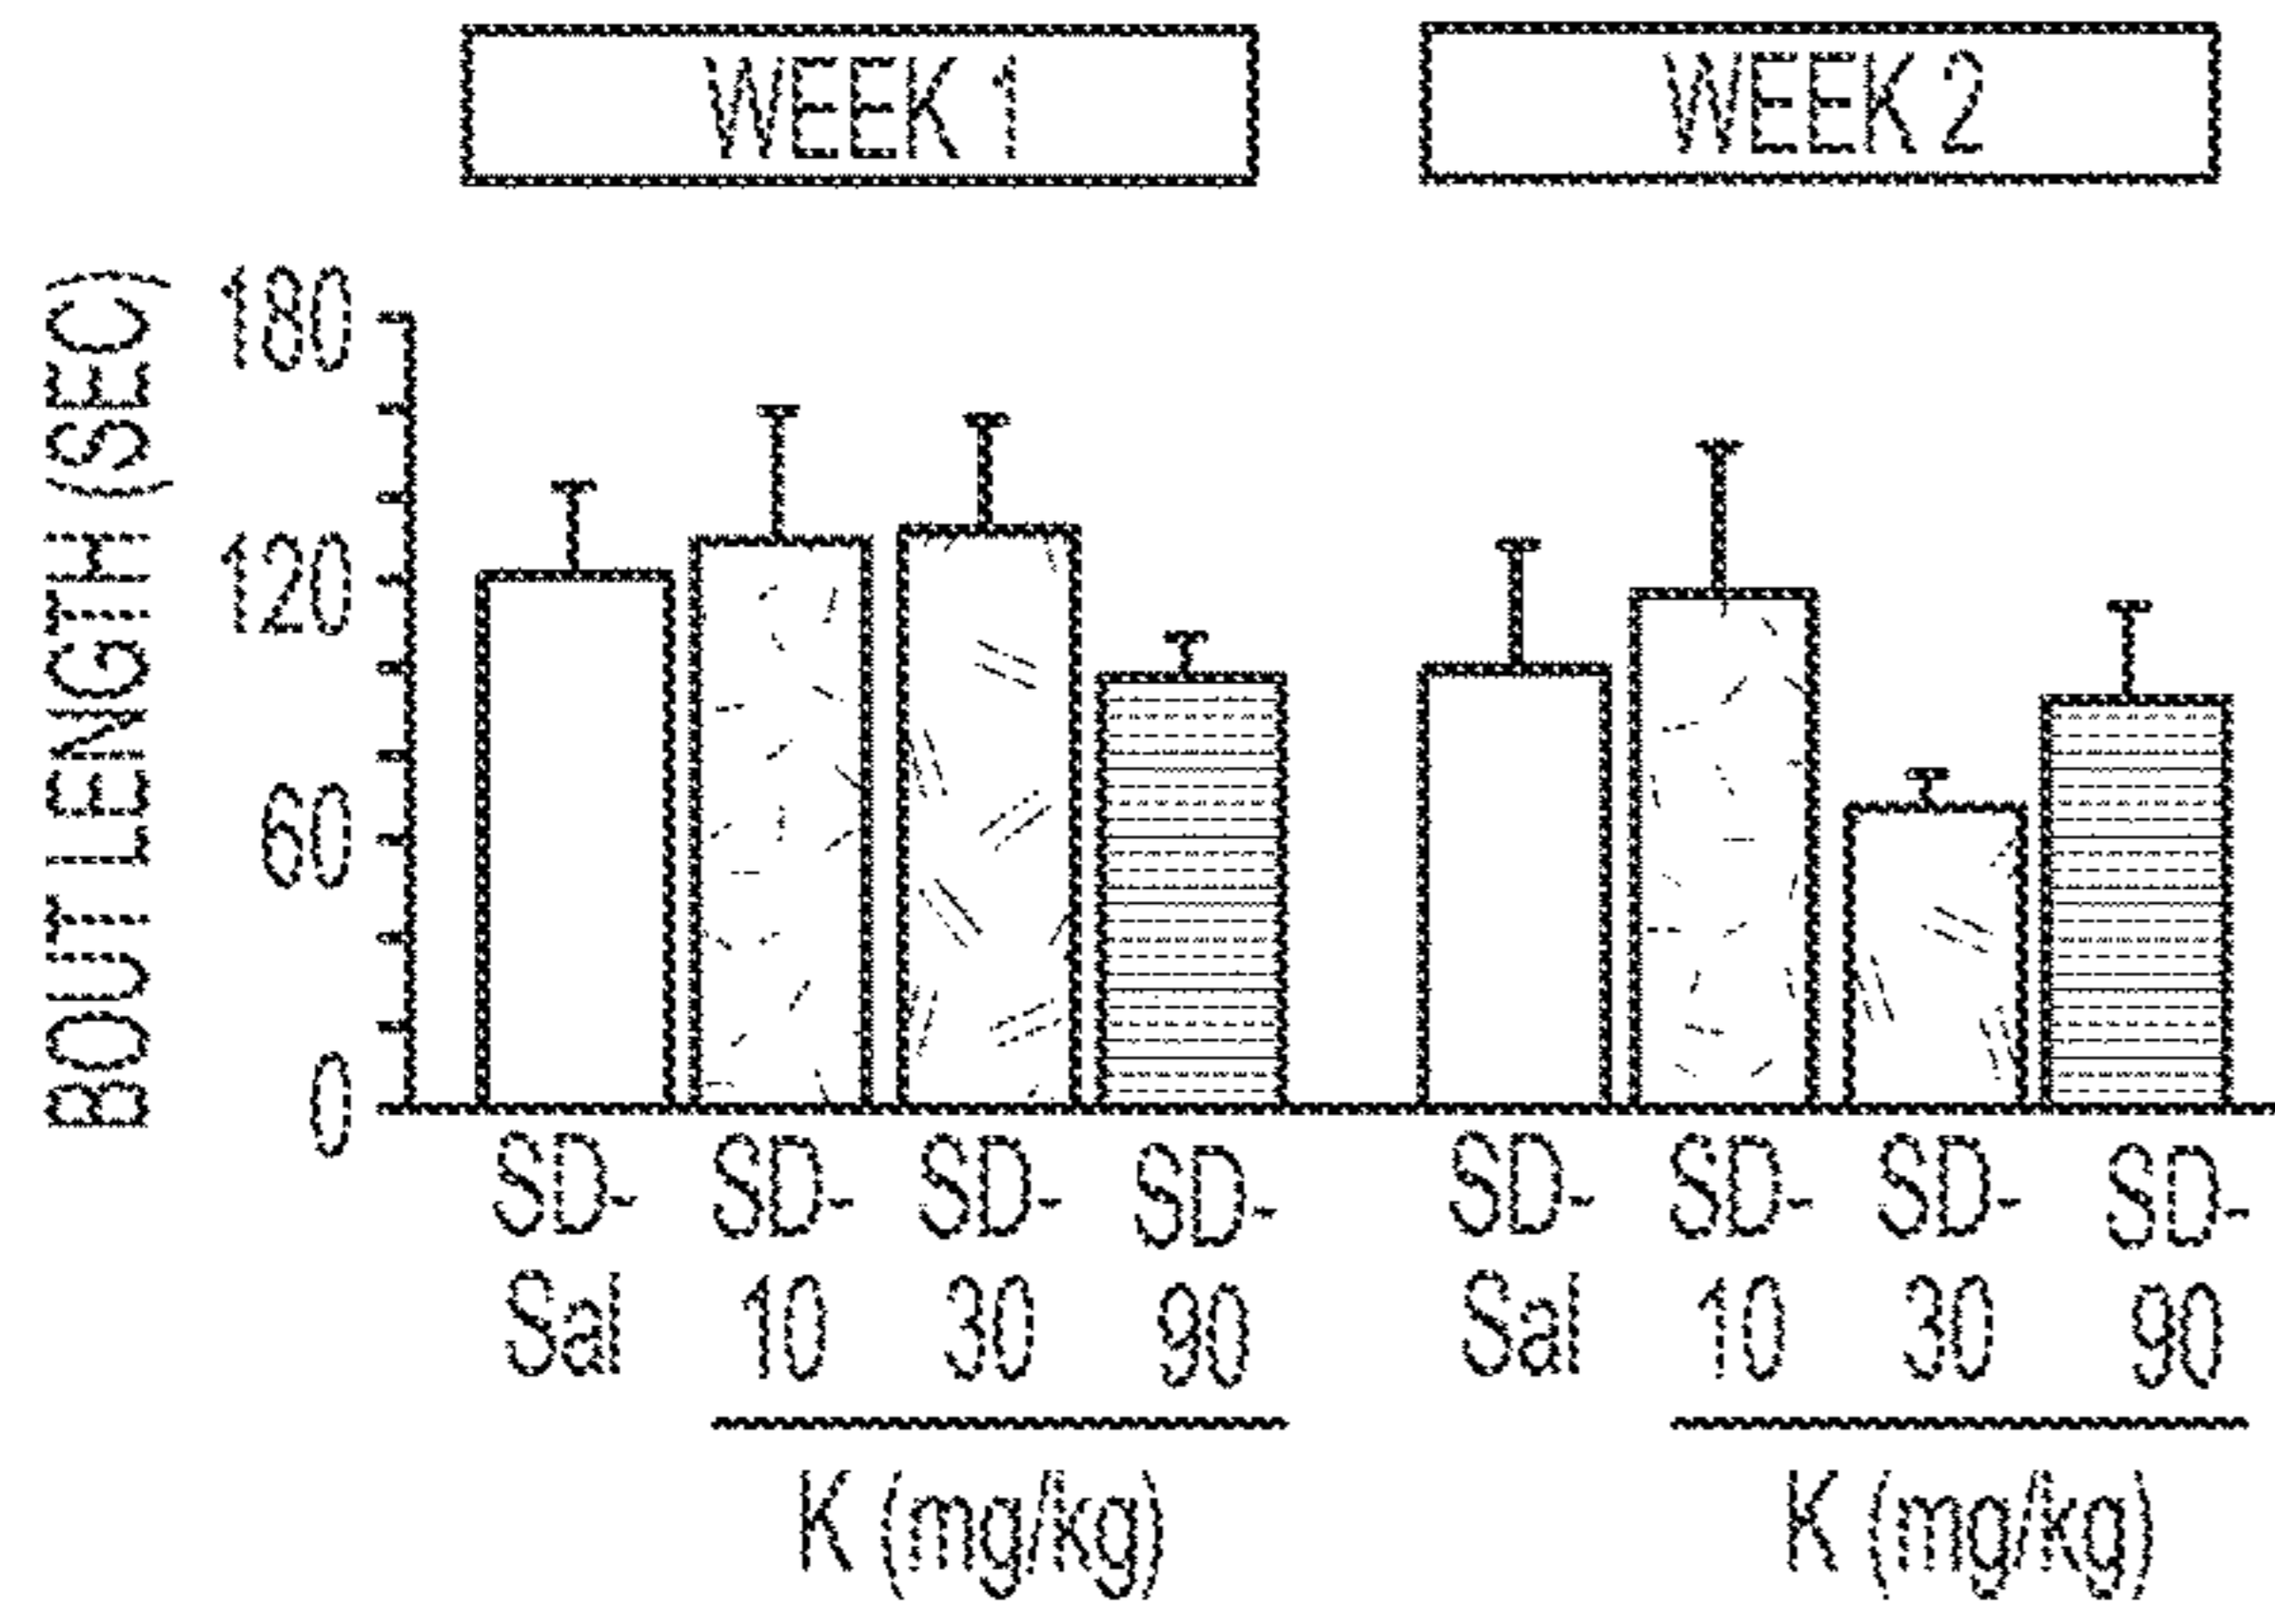 WEEK 1
WEEK 2
BOUT LENGTH (SEC)
180
120
60
0
SD- SD- SD- SD- SD- SD- SD- SD-
Sal 10 30 90 Sal 10 30 90
K (mg/kg) K (mg/kg)